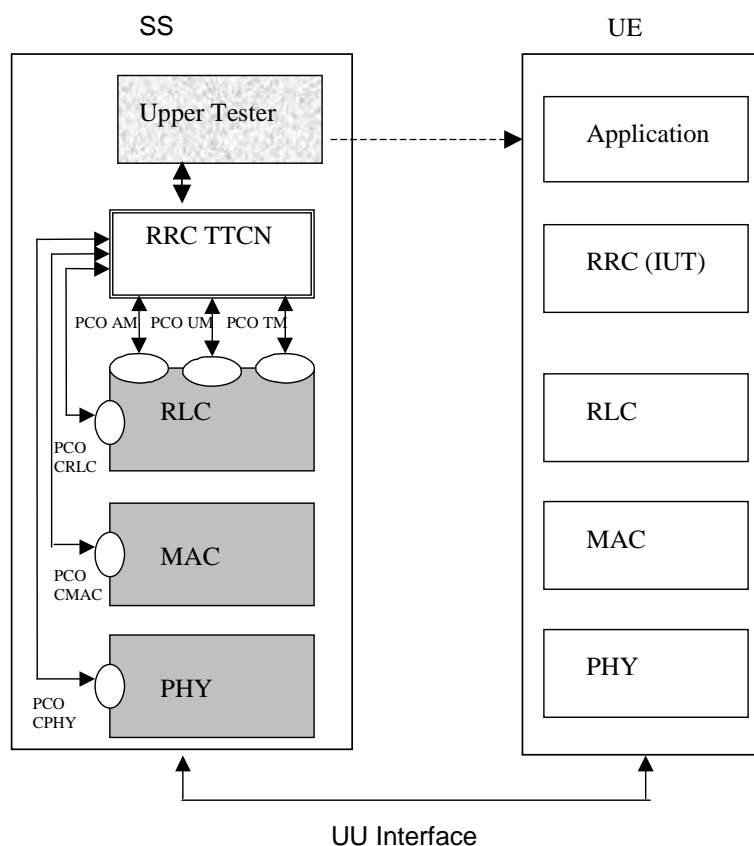 SS
UE
Upper Tester
Application
RRC TTCN
RRC (IUT)
PCO AM
PCO UM
PCO TM
RLC
RLC
PCO
CRLC
MAC
MAC
PCO
CMAC
PHY
PHY
PCO
CPHY
UU Interface